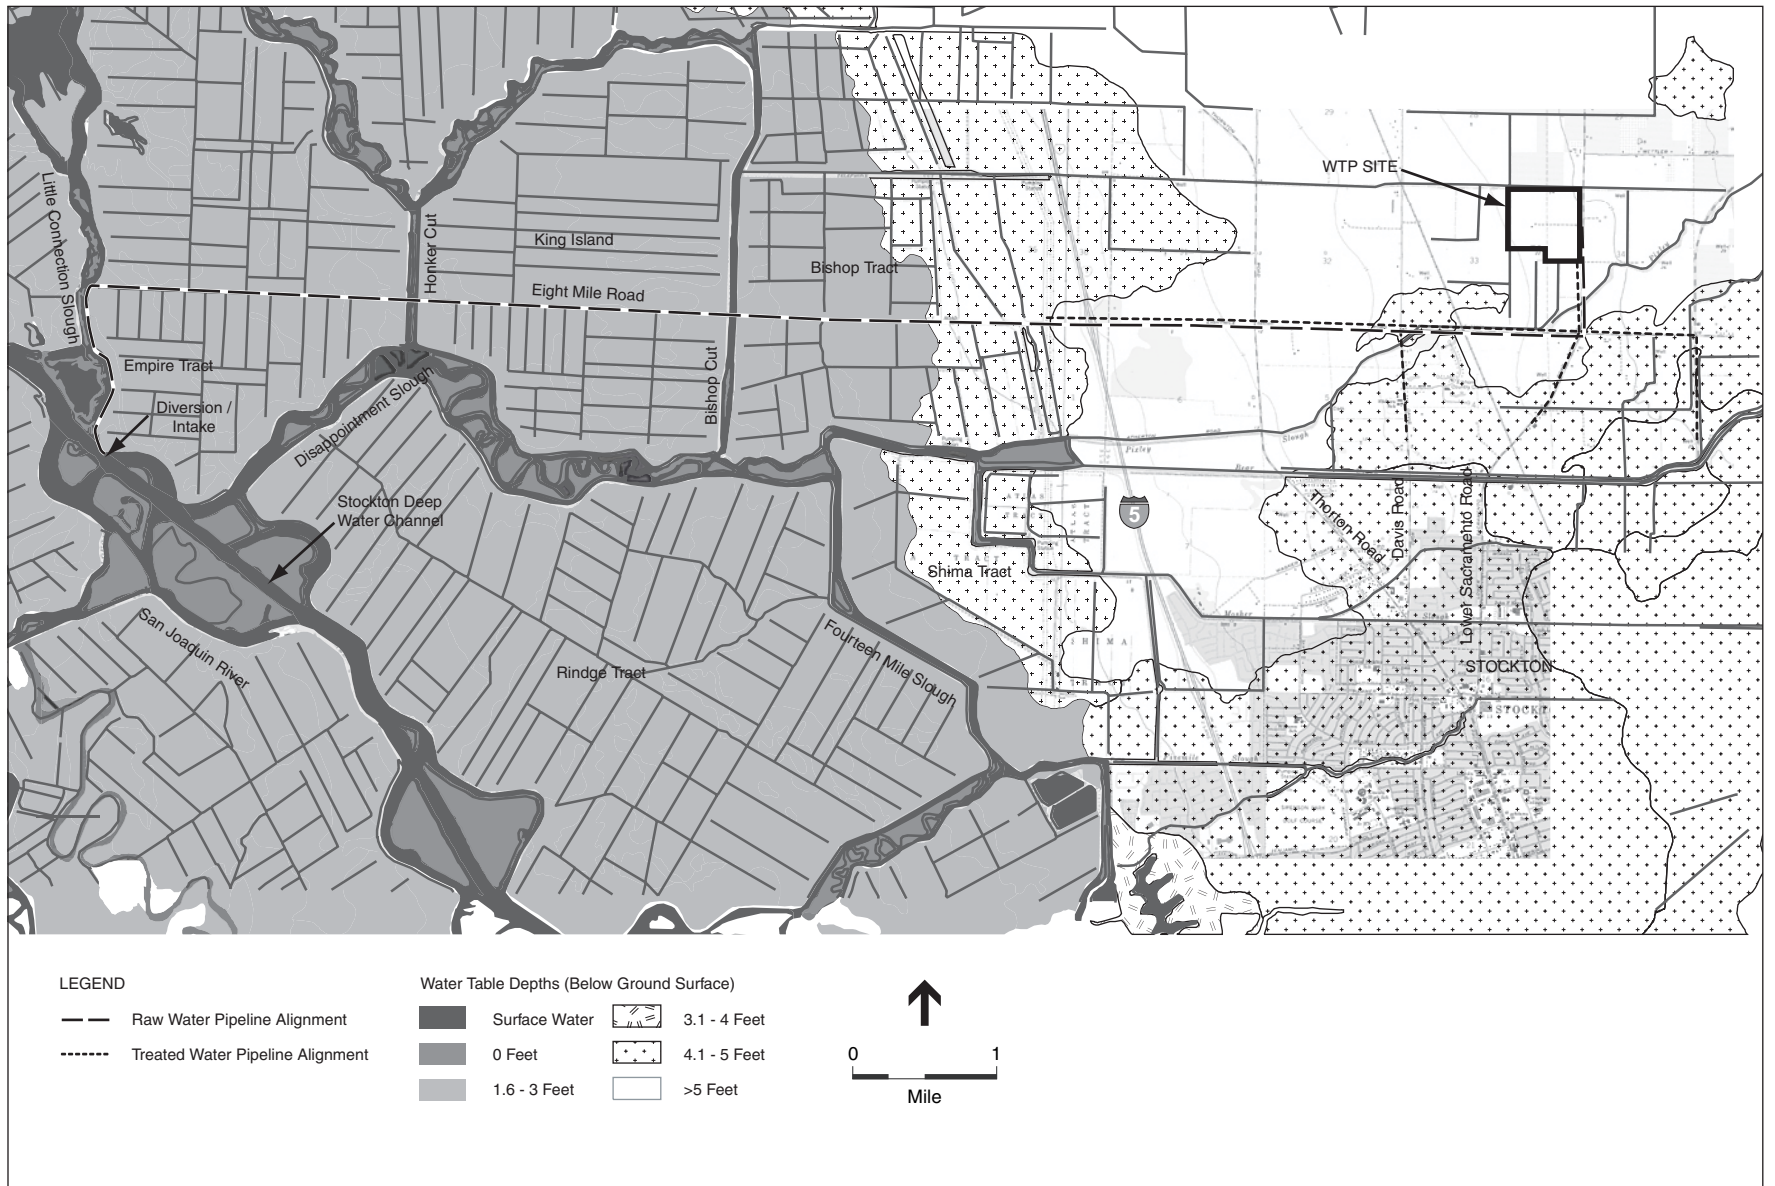 WTP SITE
Little Connection Slough
Honker Cut
King Island
Bishop Tract
Eight Mile Road
Empire Tract
Bishop Cut
Diversion /
Intake
Disappointment Slough
Stockton Deep
Water Channel
5
Thorton Road
Davis Road
Lower Sacramento Road
Shima Tract
San Joaquin River
Rindge Tract
Fourteen Mile Slough
STOCKTON
LEGEND
Raw Water Pipeline Alignment
Treated Water Pipeline Alignment
Water Table Depths (Below Ground Surface)
Surface Water
0 Feet
1.6 - 3 Feet
3.1 - 4 Feet
4.1 - 5 Feet
>5 Feet
0 1
Mile